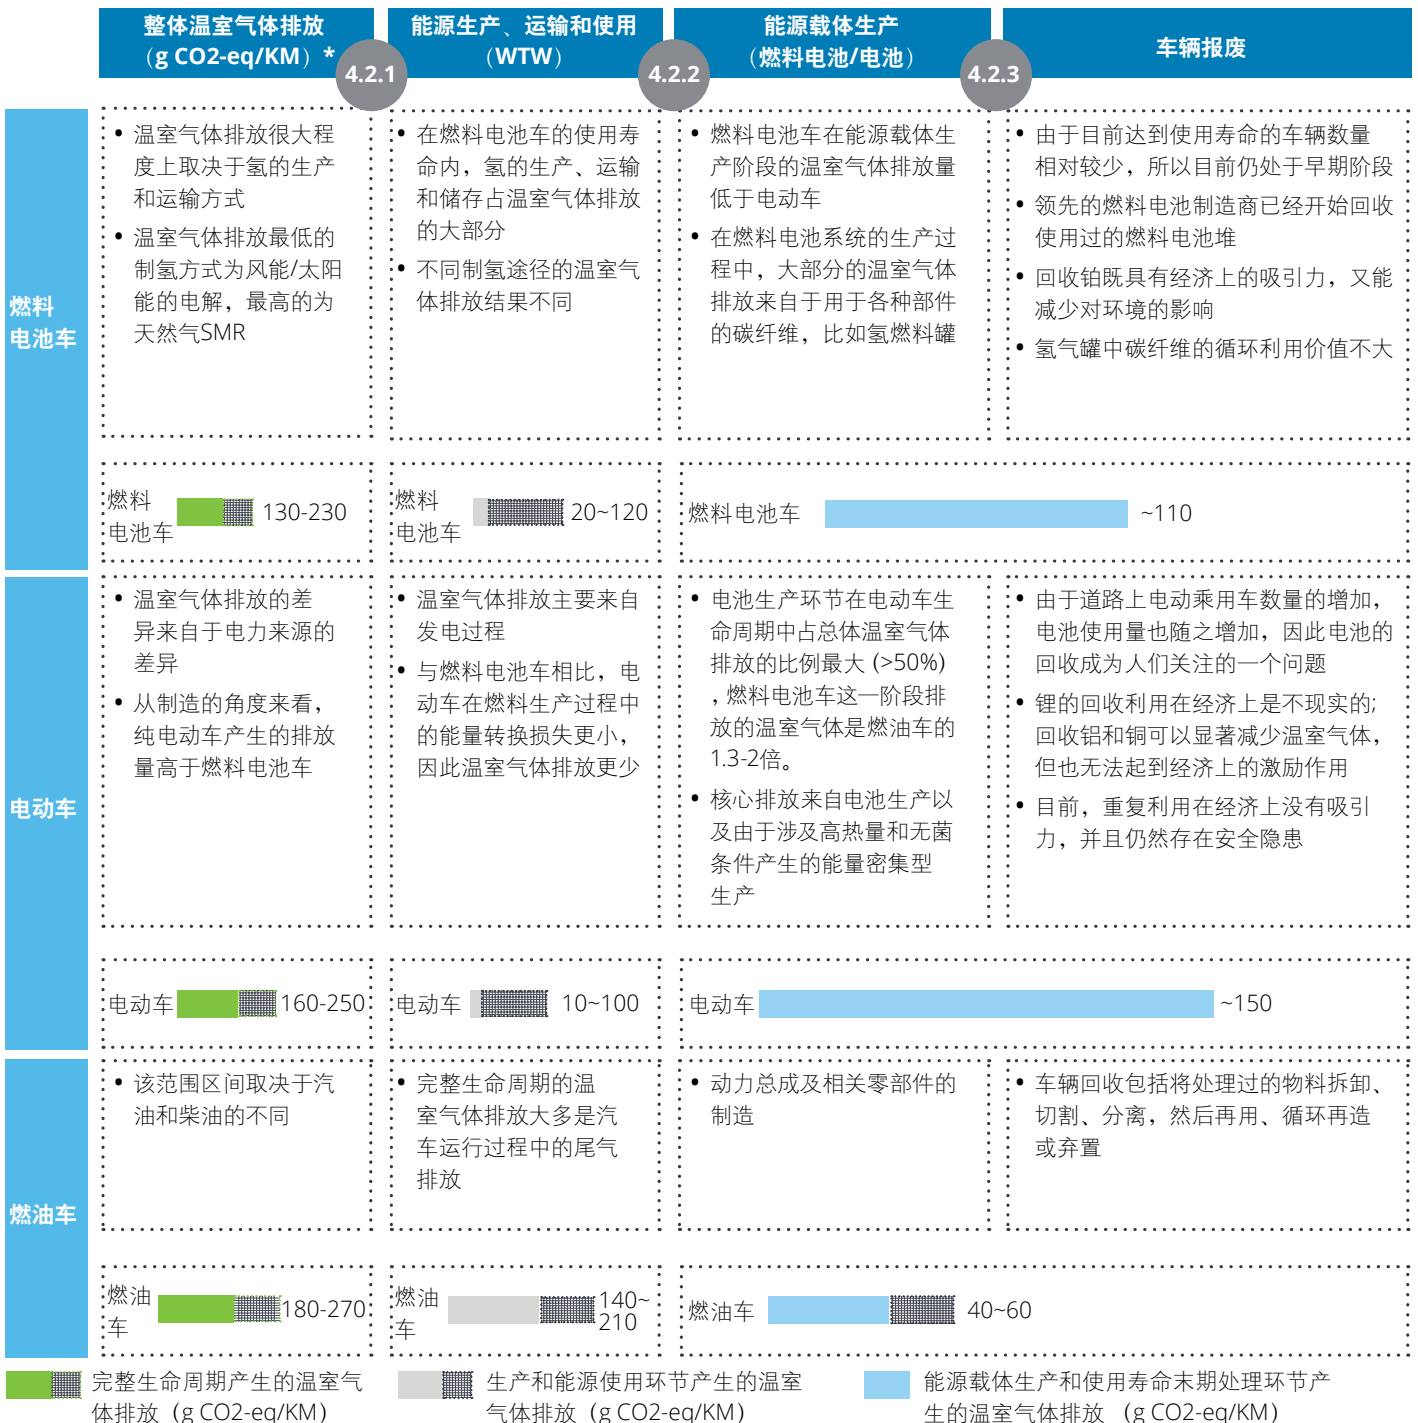 整体温室气体排放
（g CO2-eq/KM）*
4.2.1
能源生产、运输和使用
（WTW）
4.2.2
能源载体生产
（燃料电池/电池）
4.2.3
车辆报废
燃料
电池车
• 温室气体排放很大程
度上取决于氢的生产
和运输方式
• 温室气体排放最低的
制氢方式为风能/太阳
能的电解，最高的为
天然气SMR
• 在燃料电池车的使用寿
命内，氢的生产、运输
和储存占温室气体排放
的大部分
• 不同制氢途径的温室气
体排放结果不同
• 燃料电池车在能源载体生
产阶段的温室气体排放量
低于电动车
• 在燃料电池系统的生产过
程中，大部分的温室气体
排放来自于用于各种部件
的碳纤维，比如氢燃料罐
• 由于目前达到使用寿命的车辆数量
相对较少，所以目前仍处于早期阶段
• 领先的燃料电池制造商已经开始回收
使用过的燃料电池堆
• 回收铂既具有经济上的吸引力，又能
减少对环境的影响
• 氢气罐中碳纤维的循环利用价值不大
燃料
电池车
130-230
燃料
电池车
20~120
燃料电池车
~110
电动车
• 温室气体排放的差
异来自于电力来源的
差异
• 从制造的角度来看，
纯电动车产生的排放
量高于燃料电池车
• 温室气体排放主要来自
发电过程
• 与燃料电池车相比，电
动车在燃料生产过程中
的能量转换损失更小，
因此温室气体排放更少
• 电池生产环节在电动车生
命周期中占总体温室气体
排放的比例最大 (>50%)
，燃料电池车这一阶段排
放的温室气体是燃油车的
1.3-2倍。
• 核心排放来自电池生产以
及由于涉及高热量和无菌
条件产生的能量密集型
生产
• 由于道路上电动乘用车数量的增加，
电池使用量也随之增加，因此电池的
回收成为人们关注的一个问题
• 锂的回收利用在经济上是不现实的;
回收铝和铜可以显著减少温室气体，
但也无法起到经济上的激励作用
• 目前，重复利用在经济上没有吸引
力，并且仍然存在安全隐患
电动车
160-250
电动车
10~100
电动车
~150
燃油车
• 该范围区间取决于汽
油和柴油的不同
• 完整生命周期的温
室气体排放大多是汽
车运行过程中的尾气
排放
• 动力总成及相关零部件的
制造
• 车辆回收包括将处理过的物料拆卸、
切割、分离，然后再用、循环再造
或弃置
燃油
车
180-270
燃油
车
140~
210
燃油车
40~60
完整生命周期产生的温室气
体排放（g CO2-eq/KM）
生产和能源使用环节产生的温室
气体排放（g CO2-eq/KM）
能源载体生产和使用寿命末期处理环节产
生的温室气体排放 （g CO2-eq/KM）